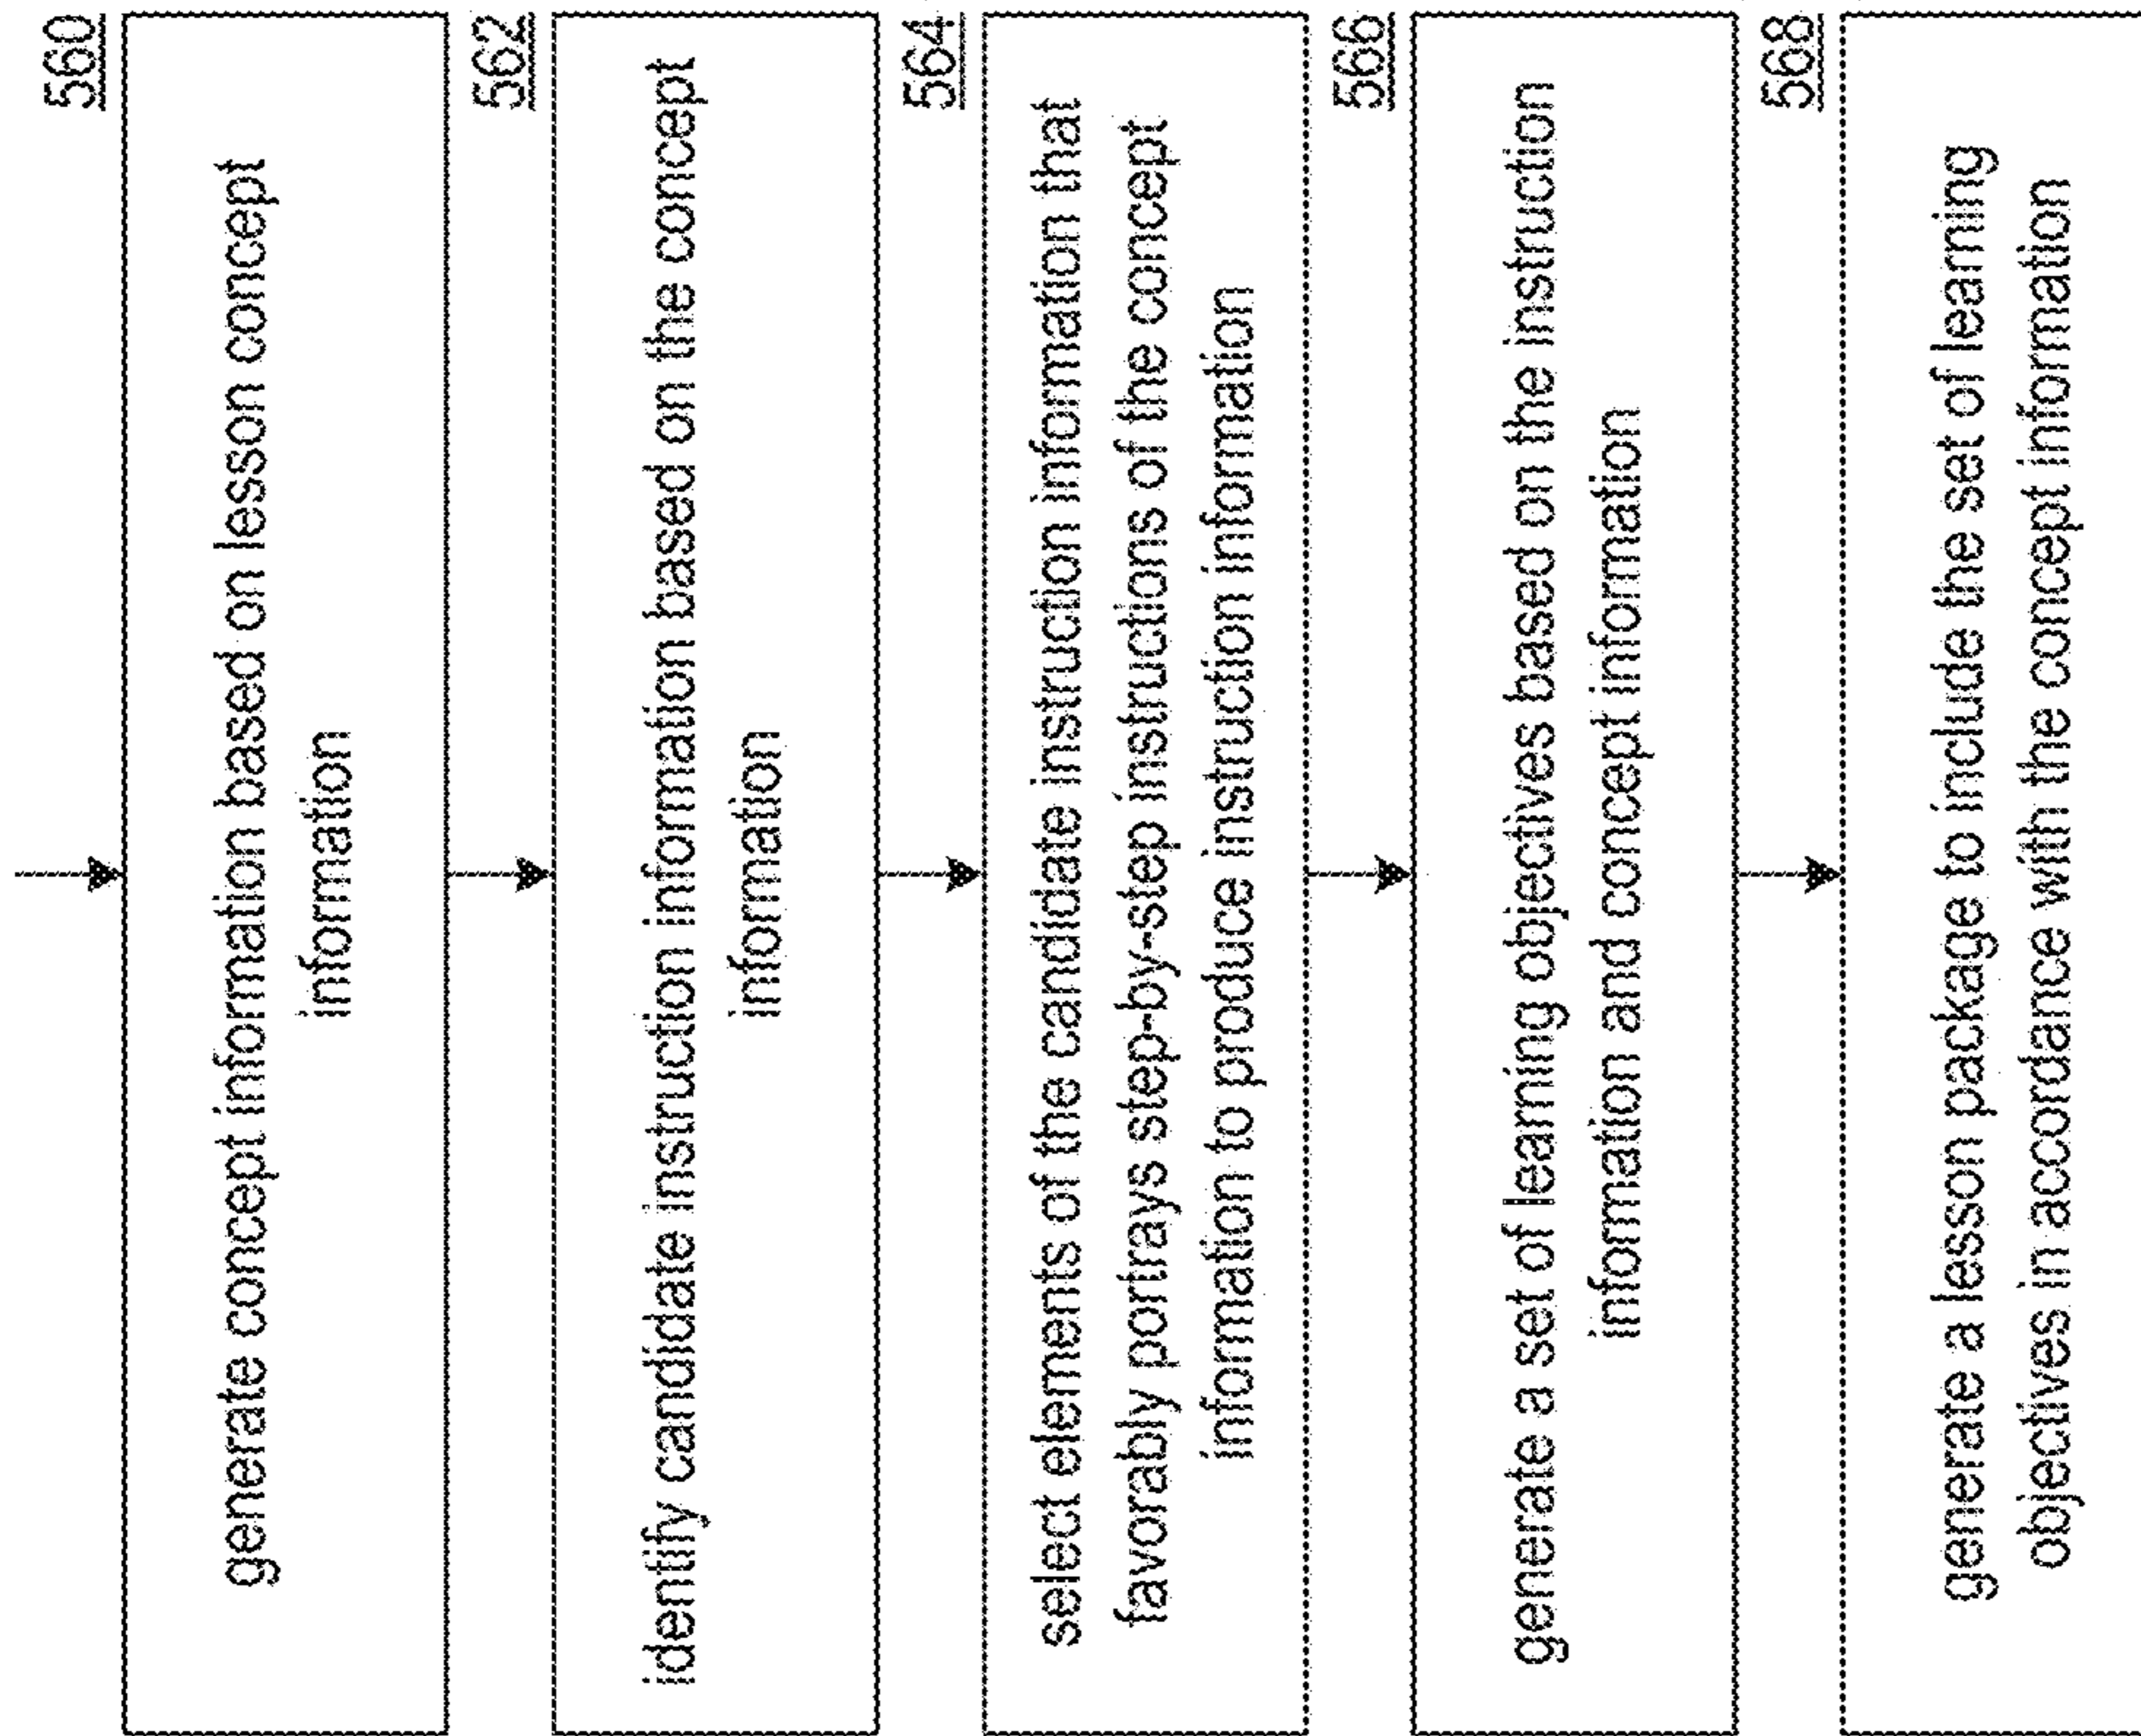 560
generate concept information based on lesson concept
information
562
identify candidate instruction information based on the concept
information
564
select elements of the candidate instruction information that
favorably portrays step-by-step instructions of the concept
information to produce instruction information
566
generate a set of learning objectives based on the instruction
information and concept information
568
generate a lesson package to include the set of learning
objectives in accordance with the concept information